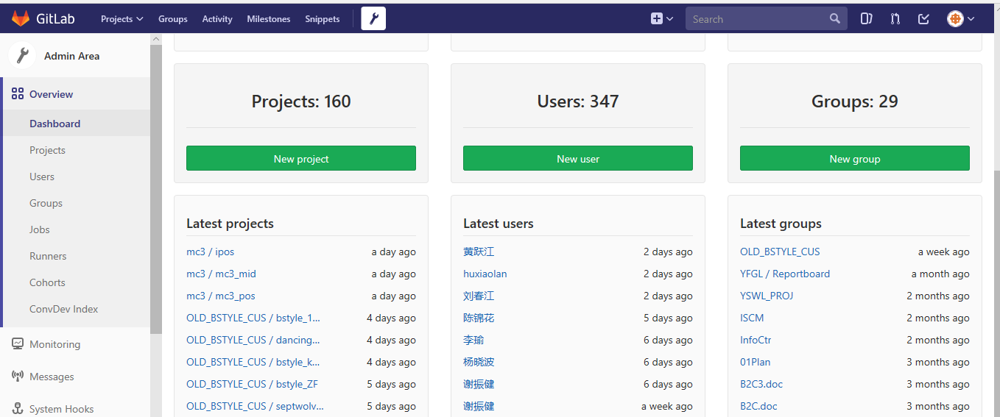 GitLab Projects Groups Activity Milestones Snippets Search
Admin Area
Overview
Dashboard
Projects
Users
Groups
Jobs
Runners
Cohorts
ConvDev Index
Monitoring
Messages
System Hooks
Projects: 160
New project
Users: 347
New user
Groups: 29
New group
Latest projects
mc3 / ipos a day ago
mc3 / mc3_mid a day ago
mc3 / mc3_pos a day ago
OLD_BSTYLE_CUS / bstyle_1... 4 days ago
OLD_BSTYLE_CUS / dancing... 4 days ago
OLD_BSTYLE_CUS / bstyle_k... 4 days ago
OLD_BSTYLE_CUS / bstyle_ZF 5 days ago
OLD_BSTYLE_CUS / septwolv... 5 days ago
Latest users
黄跃江 2 days ago
huxiaolan 2 days ago
刘春江 2 days ago
陈锦花 5 days ago
李瑜 6 days ago
杨晓波 6 days ago
谢振健 6 days ago
谢振健 a week ago
Latest groups
OLD_BSTYLE_CUS a week ago
YFGL / Reportboard a month ago
YSWL_PROJ 2 months ago
ISCM 2 months ago
InfoCtr 2 months ago
01Plan 3 months ago
B2C3.doc 3 months ago
B2C.doc 3 months ago